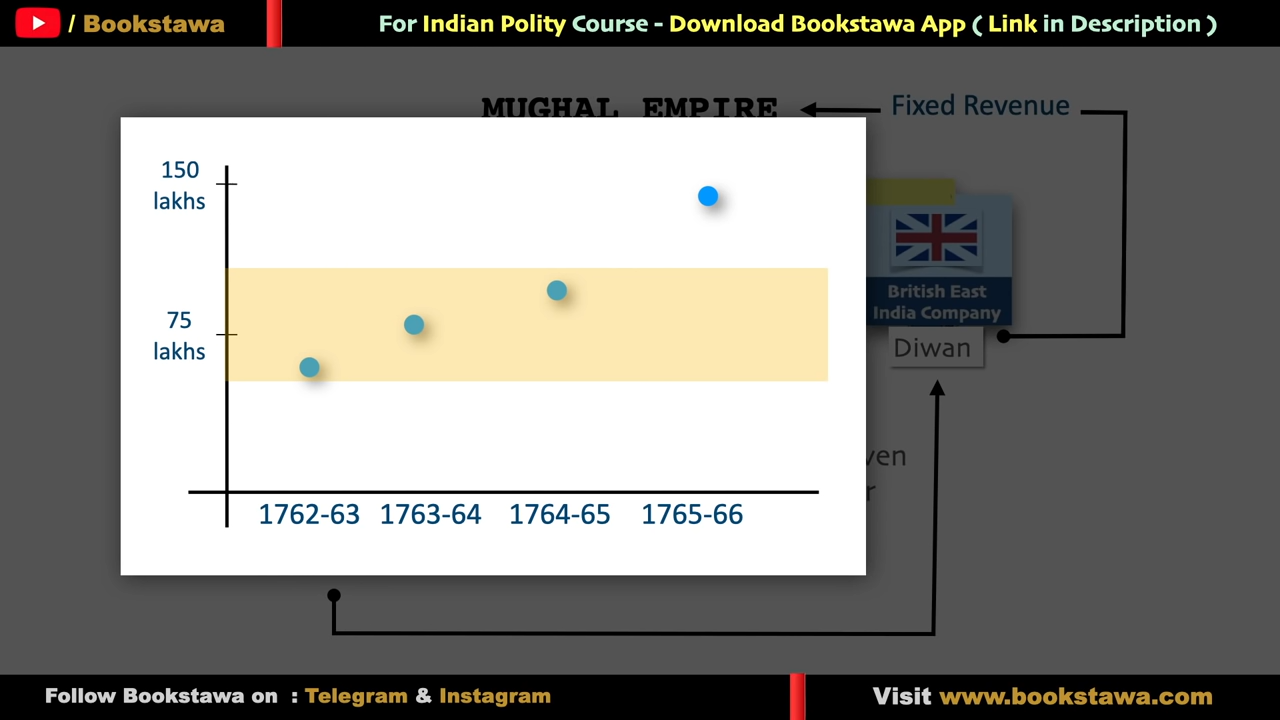 / Bookstawa
For Indian Polity Course - Download Bookstawa App ( Link in Description )
MUGHAL EMPIRE
Fixed Revenue
150
lakhs
75
lakhs
British East
India Company
Diwan
1762-63 1763-64 1764-65 1765-66
Follow Bookstawa on : Telegram & Instagram
Visit www.bookstawa.com